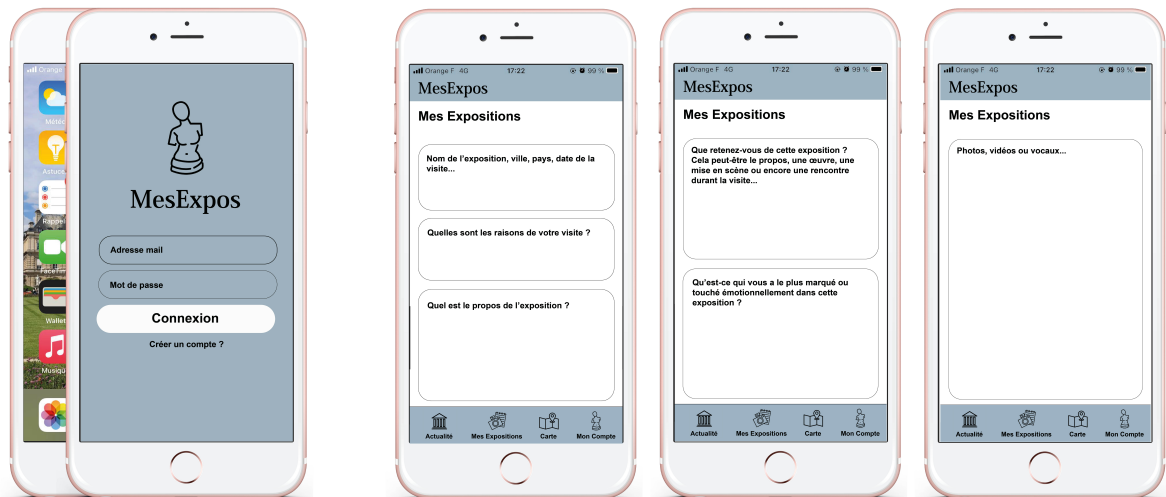 Orange
Météo
Astuces
Rappels
FaceTime
Wallet
Musique
MesExpos
Adresse mail
Mot de passe
Connexion
Créer un compte ?
Orange F 4G 17:22 99 %
MesExpos
Mes Expositions
Nom de l'exposition, ville, pays, date de la
visite...
Quelles sont les raisons de votre visite ?
Quel est le propos de l'exposition ?
Actualité Mes Expositions Carte Mon Compte
Orange F 4G 17:22 99 %
MesExpos
Mes Expositions
Que retenez-vous de cette exposition ?
Cela peut-être le propos, une œuvre, une
mise en scène ou encore une rencontre
durant la visite...
Qu'est-ce qui vous a le plus marqué ou
touché émotionnellement dans cette
exposition ?
Actualité Mes Expositions Carte Mon Compte
Orange F 4G 17:22 99 %
MesExpos
Mes Expositions
Photos, vidéos ou vocaux...
Actualité Mes Expositions Carte Mon Compte